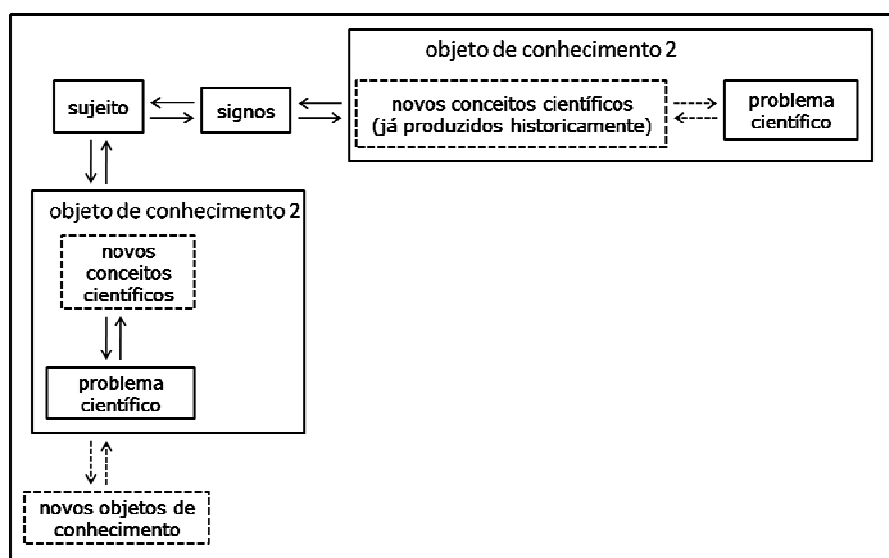 objeto de conhecimento 2
sujeito
signos
novos conceitos científicos
(já produzidos historicamente)
problema
científico
objeto de conhecimento 2
novos
conceitos
científicos
problema
científico
novos objetos de
conhecimento